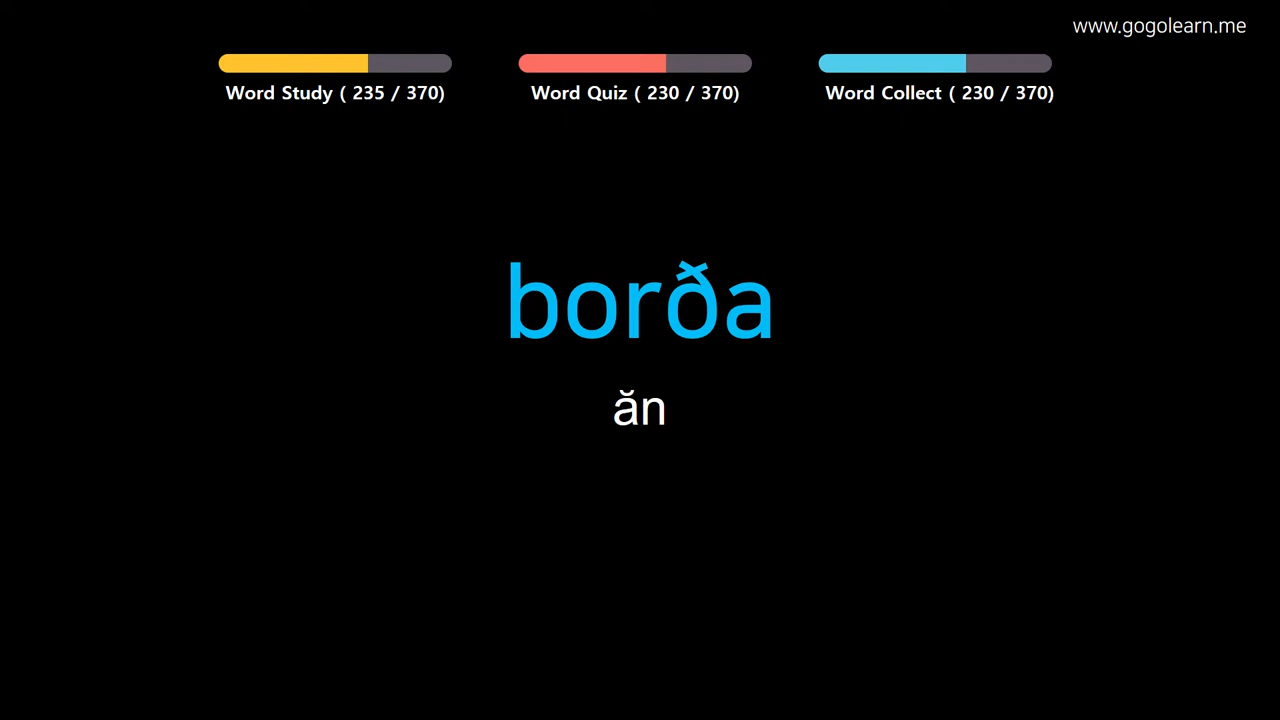 www.gogolearn.me
Word Study ( 235 / 370)
Word Quiz ( 230 / 370)
Word Collect ( 230 / 370)
borða
ăn